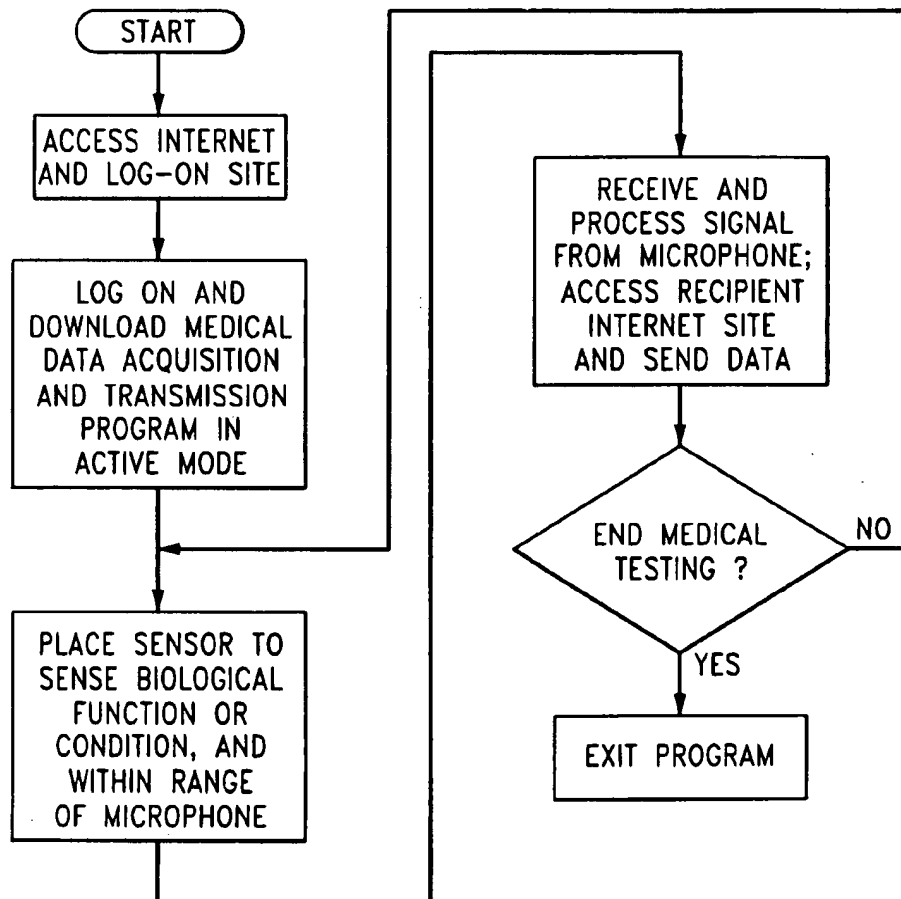 START
ACCESS INTERNET
AND LOG-ON SITE
LOG ON AND
DOWNLOAD MEDICAL
DATA ACQUISITION
AND TRANSMISSION
PROGRAM IN
ACTIVE MODE
PLACE SENSOR TO
SENSE BIOLOGICAL
FUNCTION OR
CONDITION, AND
WITHIN RANGE
OF MICROPHONE
RECEIVE AND
PROCESS SIGNAL
FROM MICROPHONE;
ACCESS RECIPIENT
INTERNET SITE
AND SEND DATA
END MEDICAL
TESTING ?
NO
YES
EXIT PROGRAM